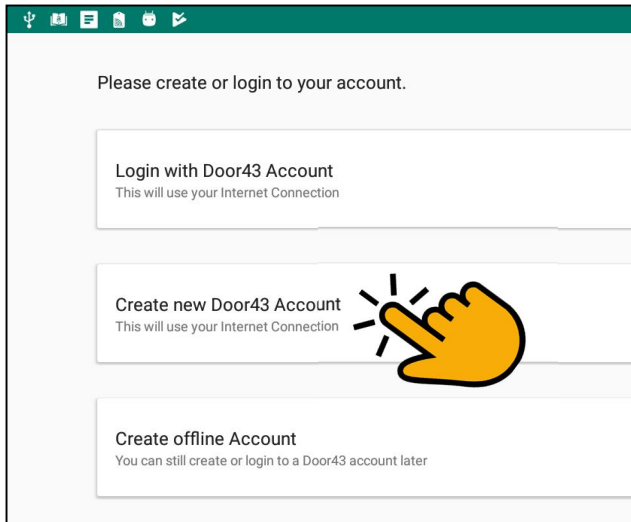 Please create or login to your account.
Login with Door43 Account
This will use your Internet Connection
Create new Door43 Account
This will use your Internet Connection
Create offline Account
You can still create or login to a Door43 account later